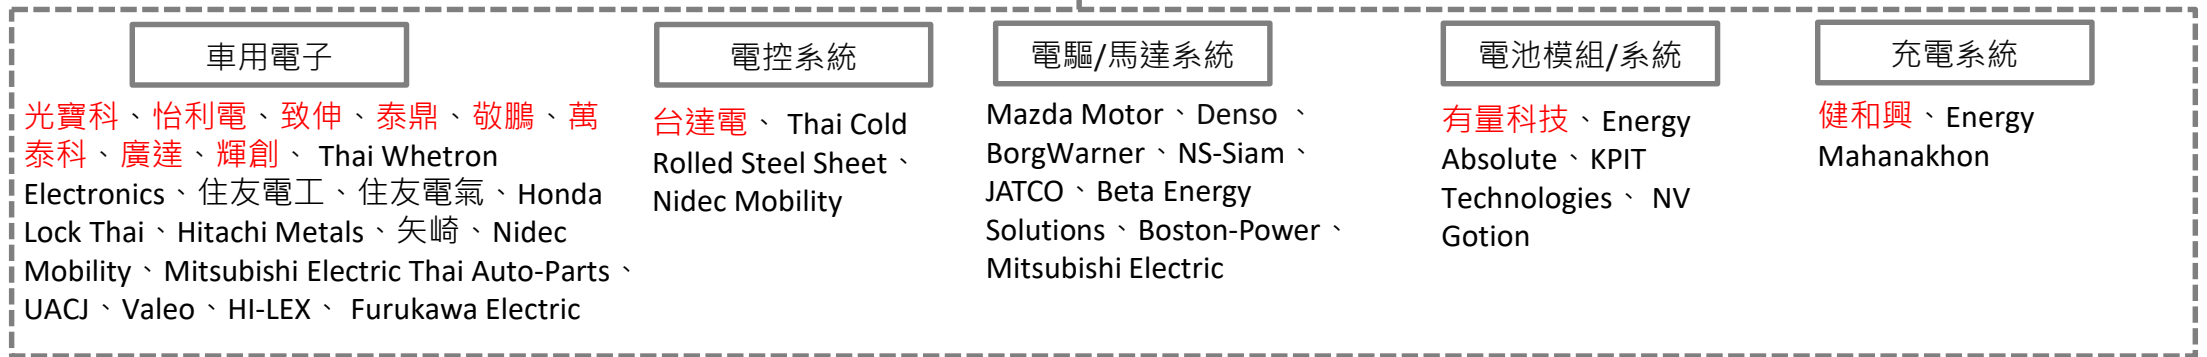 車用電子
光寶科、怡利電、致伸、泰鼎、敬鵬、萬
泰科、廣達、輝創、 Thai Whetron
Electronics、住友電工、住友電氣、Honda
Lock Thai、Hitachi Metals、矢崎、Nidec
Mobility、Mitsubishi Electric Thai Auto-Parts、
UACJ、Valeo、HI-LEX、 Furukawa Electric
電控系統
台達電、 Thai Cold
Rolled Steel Sheet、
Nidec Mobility
電驅/馬達系統
Mazda Motor、Denso 、
BorgWarner、NS-Siam、
JATCO、Beta Energy
Solutions、Boston-Power、
Mitsubishi Electric
電池模組/系統
有量科技、Energy
Absolute、KPIT
Technologies、 NV
Gotion
充電系統
健和興、Energy
Mahanakhon